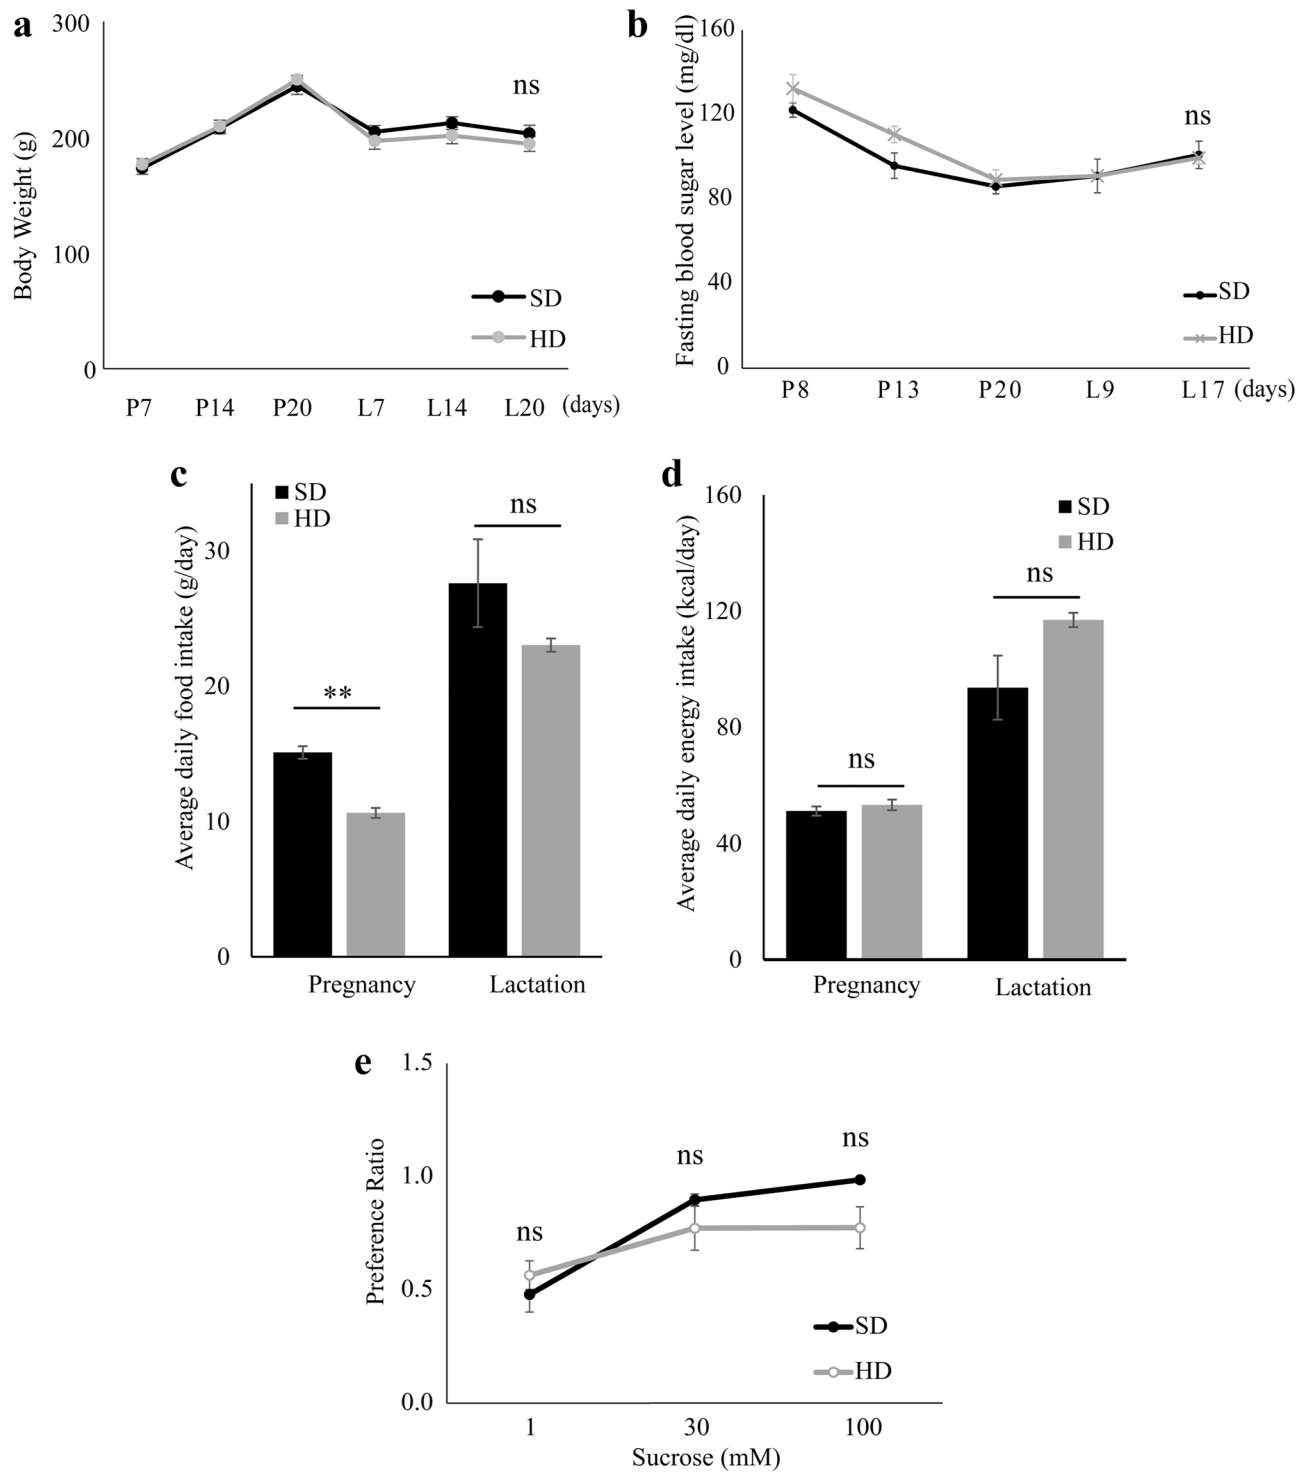 a
300
200
100
0
Body Weight (g)
ns
SD
HD
P7 P14 P20 L7 L14 L20 (days)
b
160
120
80
40
0
Fasting blood sugar level (mg/dl)
ns
SD
HD
P8 P13 P20 L9 L17 (days)
c
SD
HD
30
20
10
0
Average daily food intake (g/day)
**
ns
Pregnancy Lactation
d
160
120
80
40
0
Average daily energy intake (kcal/day)
SD
HD
ns
ns
Pregnancy Lactation
e
1.5
1.0
0.5
0.0
Preference Ratio
ns
ns
ns
SD
HD
1 30 100
Sucrose (mM)